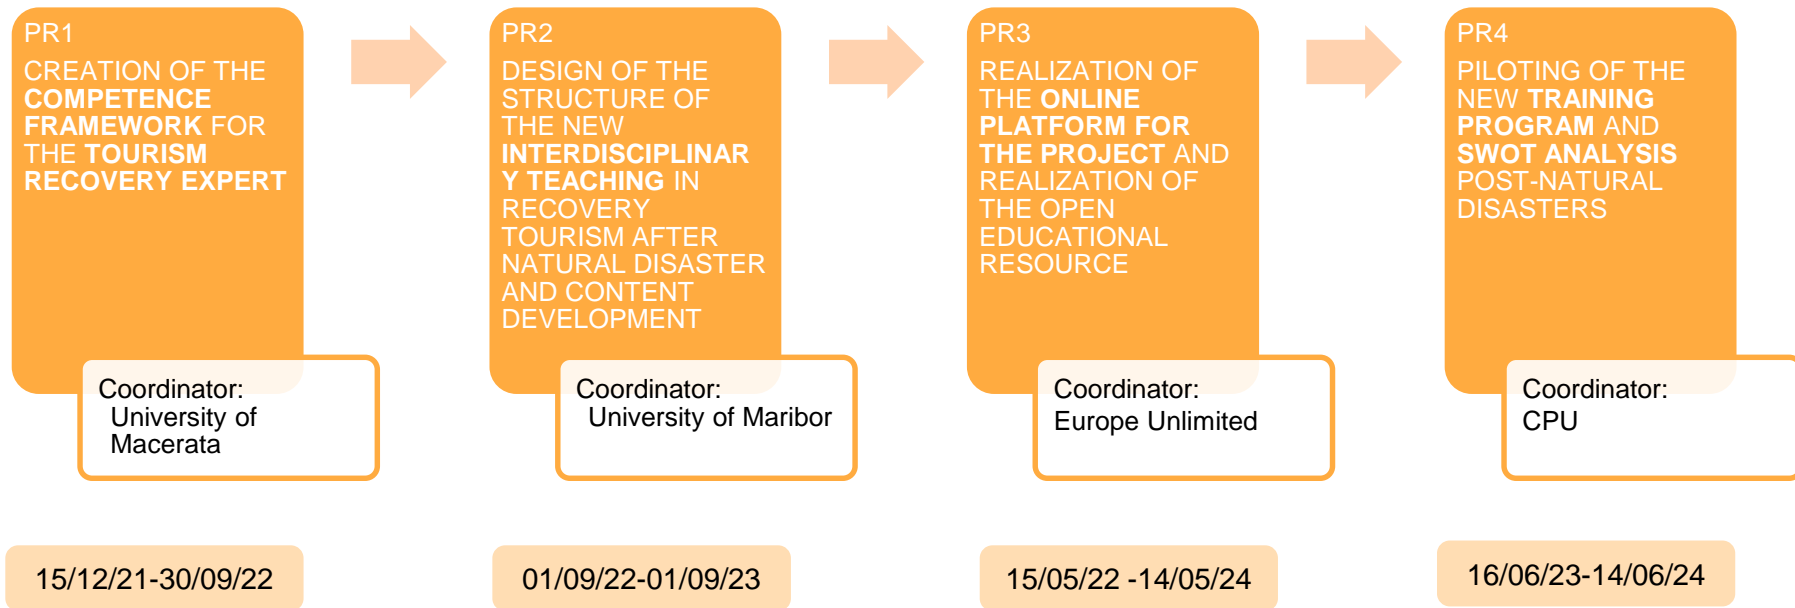 PR1
CREATION OF THE
COMPETENCE
FRAMEWORK FOR
THE TOURISM
RECOVERY EXPERT
Coordinator:
University of
Macerata
15/12/21-30/09/22
PR2
DESIGN OF THE
STRUCTURE OF
THE NEW
INTERDISCIPLINAR
Y TEACHING IN
RECOVERY
TOURISM AFTER
NATURAL DISASTER
AND CONTENT
DEVELOPMENT
Coordinator:
University of Maribor
01/09/22-01/09/23
PR3
REALIZATION OF
THE ONLINE
PLATFORM FOR
THE PROJECT AND
REALIZATION OF
THE OPEN
EDUCATIONAL
RESOURCE
Coordinator:
Europe Unlimited
15/05/22 -14/05/24
PR4
PILOTING OF THE
NEW TRAINING
PROGRAM AND
SWOT ANALYSIS
POST-NATURAL
DISASTERS
Coordinator:
CPU
16/06/23-14/06/24